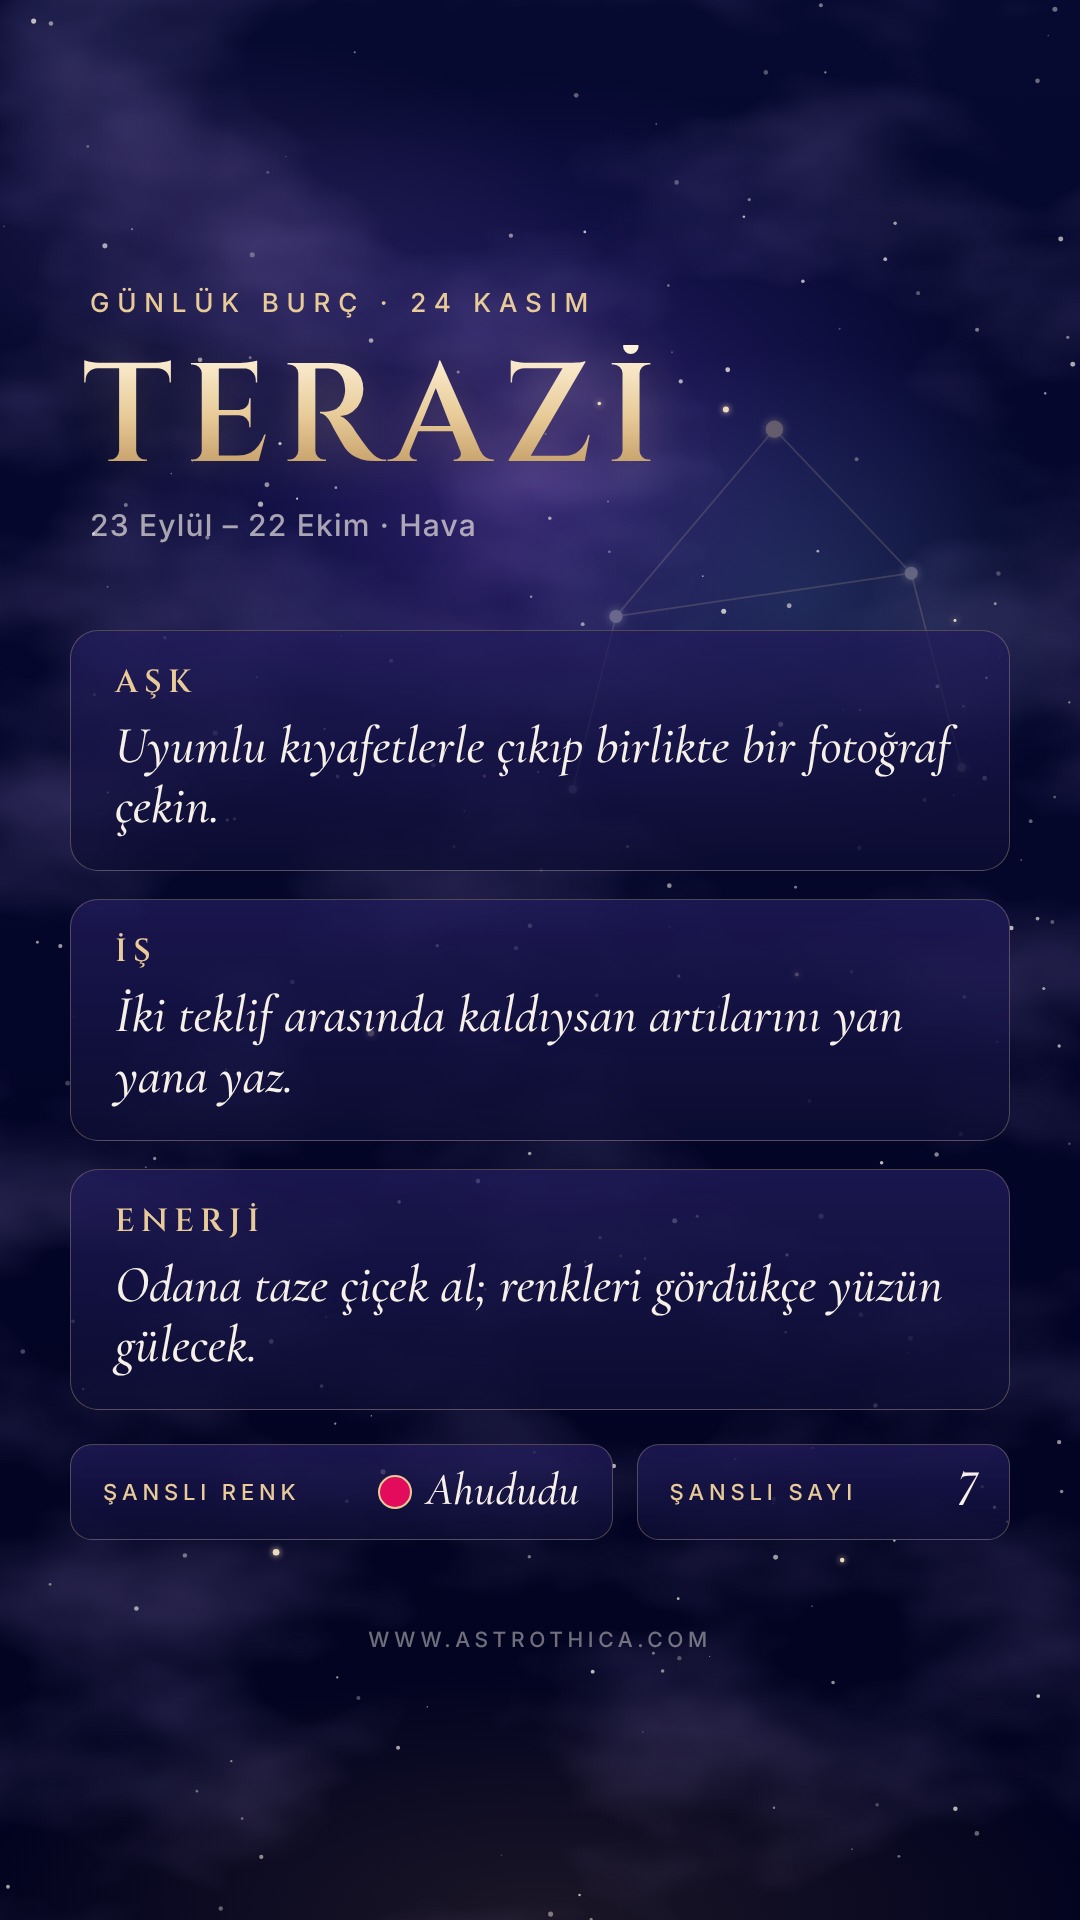 GÜNLÜK BURÇ · 24 KASIM
TERAZİ
23 Eylül – 22 Ekim · Hava
AŞK
Uyumlu kıyafetlerle çıkıp birlikte bir fotoğraf
çekin.
İŞ
İki teklif arasında kaldıysan artılarını yan
yana yaz.
ENERJİ
Odana taze çiçek al; renkleri gördükçe yüzün
gülecek.
ŞANSLI RENK Ahududu
ŞANSLI SAYI 7
WWW.ASTROTHICA.COM